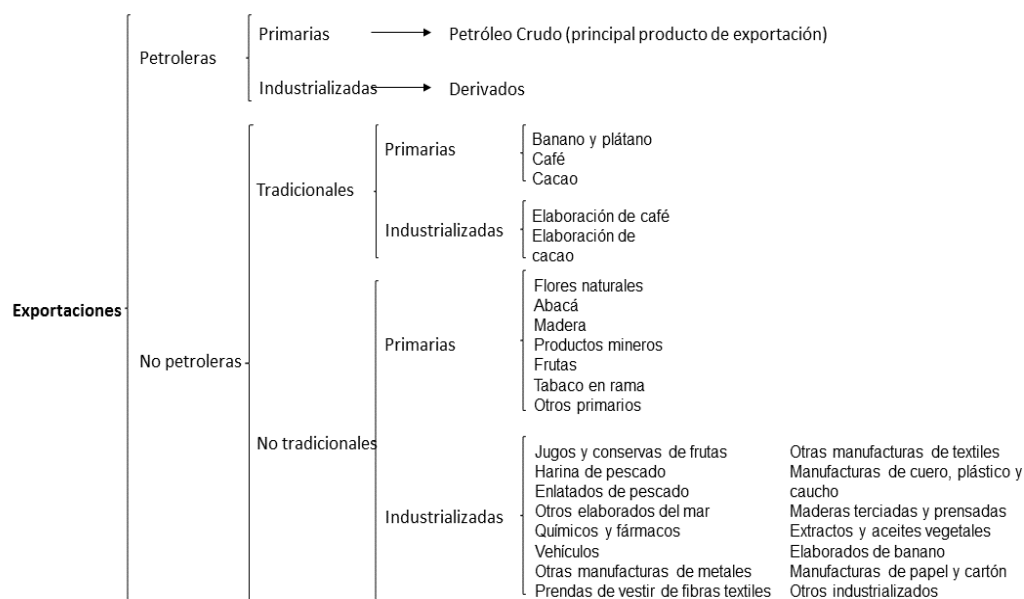 Exportaciones
Petroleras
Primarias
Petróleo Crudo (principal producto de exportación)
Industrializadas
Derivados
No petroleras
Tradicionales
Primarias
Banano y plátano
Café
Cacao
Industrializadas
Elaboración de café
Elaboración de
cacao
No tradicionales
Primarias
Flores naturales
Abacá
Madera
Productos mineros
Frutas
Tabaco en rama
Otros primarios
Industrializadas
Jugos y conservas de frutas
Harina de pescado
Enlatados de pescado
Otros elaborados del mar
Químicos y fármacos
Vehículos
Otras manufacturas de metales
Prendas de vestir de fibras textiles
Otras manufacturas de textiles
Manufacturas de cuero, plástico y
caucho
Maderas terciadas y prensadas
Extractos y aceites vegetales
Elaborados de banano
Manufacturas de papel y cartón
Otros industrializados